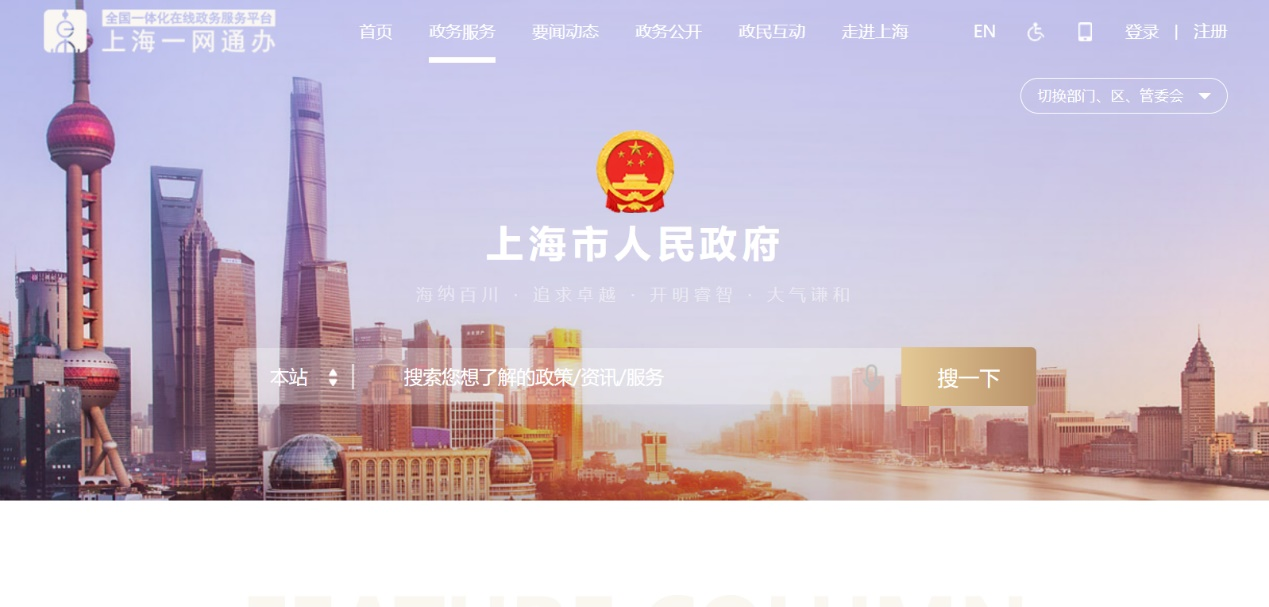 全国一体化在线政务服务平台
上海一网通办
首页 政务服务 要闻动态 政务公开 政民互动 走进上海 EN 登录 | 注册
切换部门、区、管委会
上海市人民政府
海纳百川 · 追求卓越 · 开明睿智 · 大气谦和
本站 搜索您想了解的政策/资讯/服务 搜一下
FEATURE COLUMN